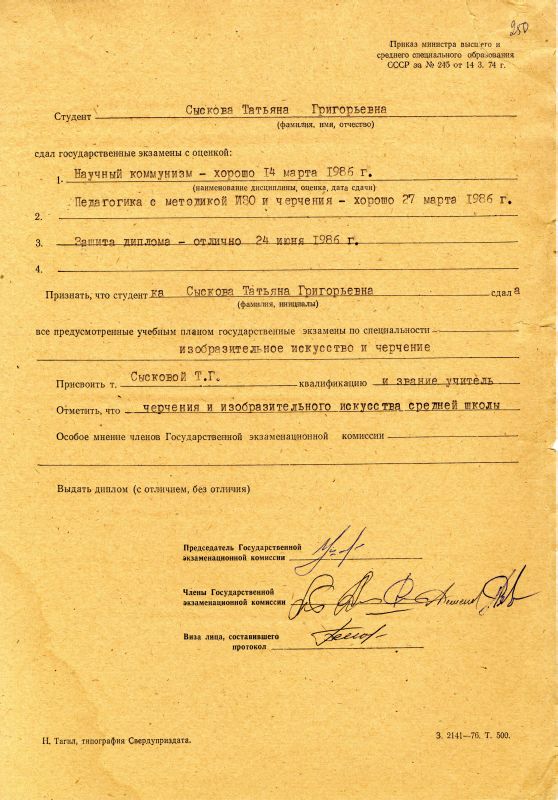 250
Приказ министра высшего и
среднего специального образования
СССР за № 245 от 14 3. 74 г.
Студент Сыскова Татьяна Григорьевна
(фамилия, имя, отчество)
сдал государственные экзамены с оценкой:
1. Научный коммунизм - хорошо 14 марта 1986 г.
(наименование дисциплины, оценка, дата сдачи)
Педагогика с методикой ИЗО и черчения - хорошо 27 марта 1986 г.
2.
3. Защита диплома - отлично 24 июня 1986 г.
4.
Признать, что студент ка Сыскова Татьяна Григорьевна сдал а
(фамилия, инициалы)
все предусмотренные учебным планом государственные экзамены по специальности
изобразительное искусство и черчение
Присвоить т. Сысковой Т.Г. квалификацию и звание учитель
Отметить, что черчения и изобразительного искусства средней школы
Особое мнение членов Государственной экзаменационной комиссии
Выдать диплом (с отличием, без отличия)
Председатель Государственной
экзаменационной комиссии
Члены Государственной
экзаменационной комиссии
Виза лица, составившего
протокол
Н. Тагил, типография Свердуприздата.
З. 2141—76. Т. 500.